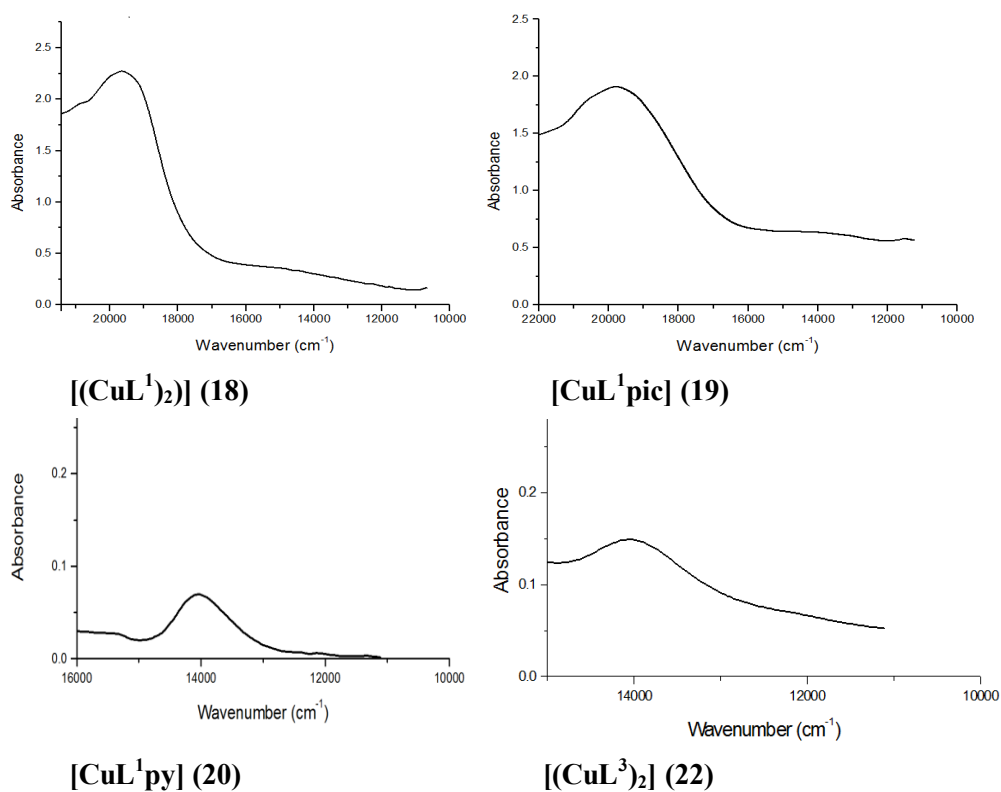 2.5
2.0
1.5
1.0
0.5
0.0
Absorbance
20000 18000 16000 14000 12000 10000
Wavenumber (cm⁻¹)
[(CuL¹)₂)] (18)
2.5
2.0
1.5
1.0
0.5
0.0
Absorbance
22000 20000 18000 16000 14000 12000 10000
Wavenumber (cm⁻¹)
[CuL¹pic] (19)
0.2
0.1
0.0
Absorbance
16000 14000 12000 10000
Wavenumber (cm⁻¹)
[CuL¹py] (20)
0.2
0.1
0.0
Absorbance
14000 12000 10000
Wavenumber (cm⁻¹)
[(CuL³)₂] (22)